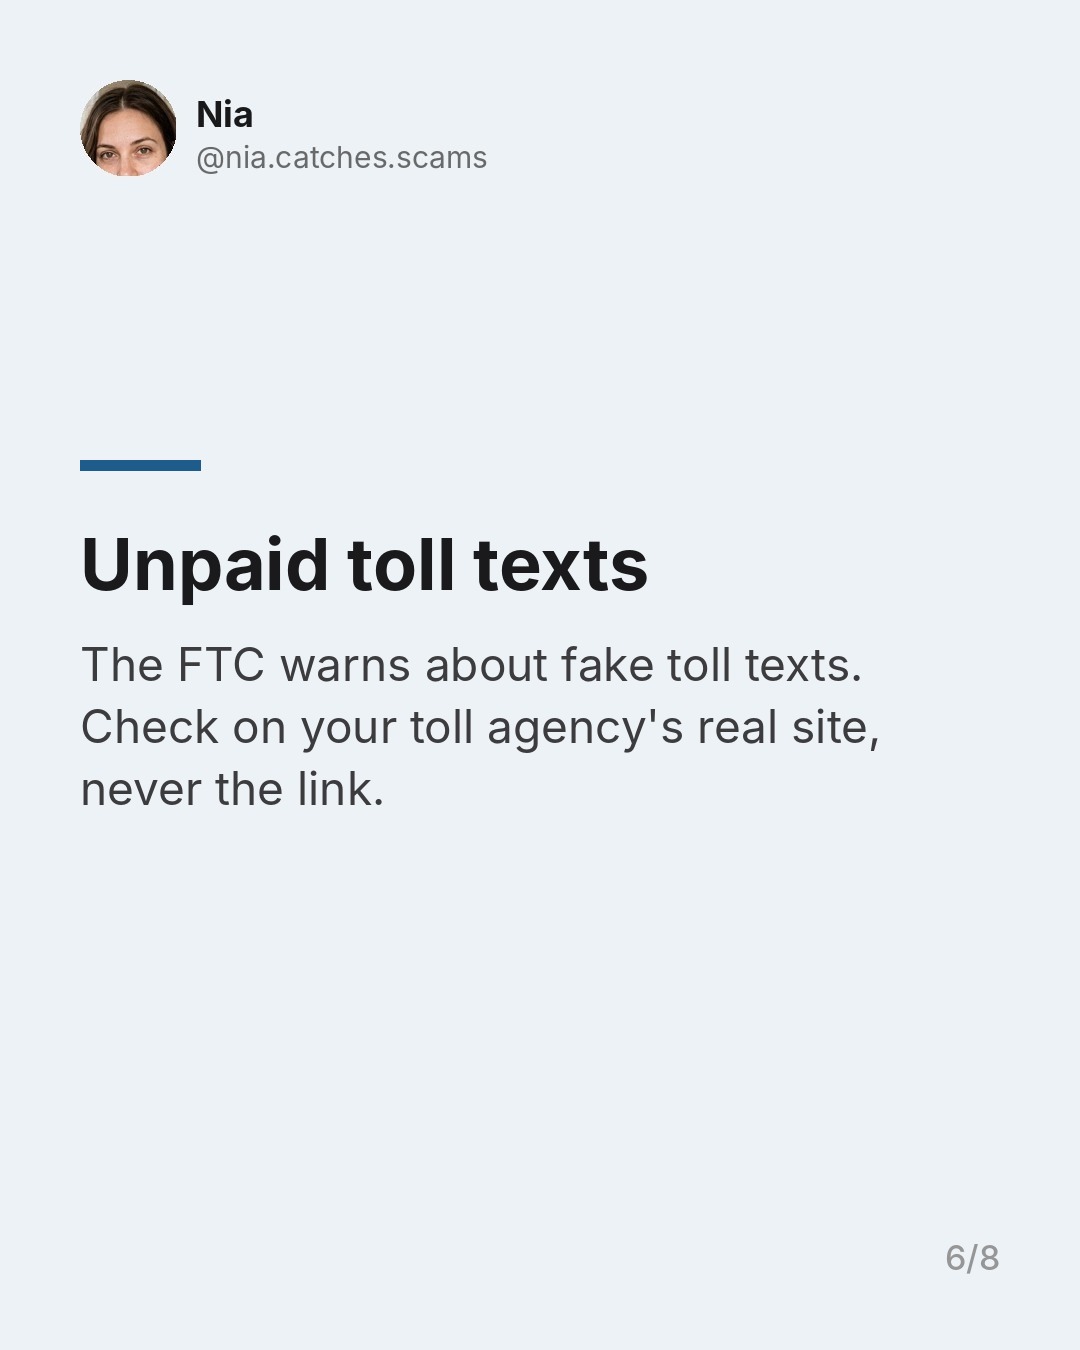 Nia
@nia.catches.scams
Unpaid toll texts
The FTC warns about fake toll texts.
Check on your toll agency's real site,
never the link.
6/8